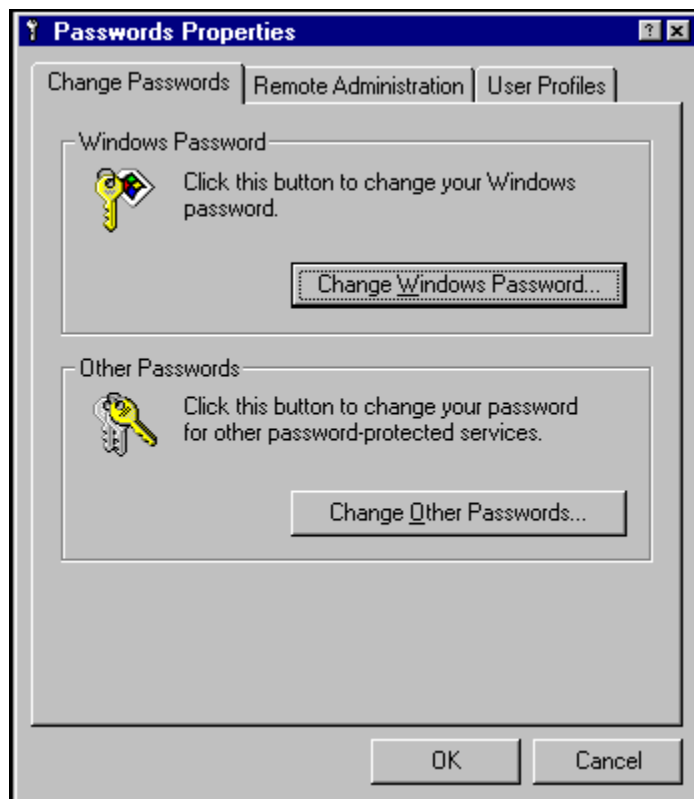 Passwords Properties
Change Passwords
Remote Administration
User Profiles
Windows Password
Click this button to change your Windows
password.
Change Windows Password...
Other Passwords
Click this button to change your password
for other password-protected services.
Change Other Passwords...
OK
Cancel